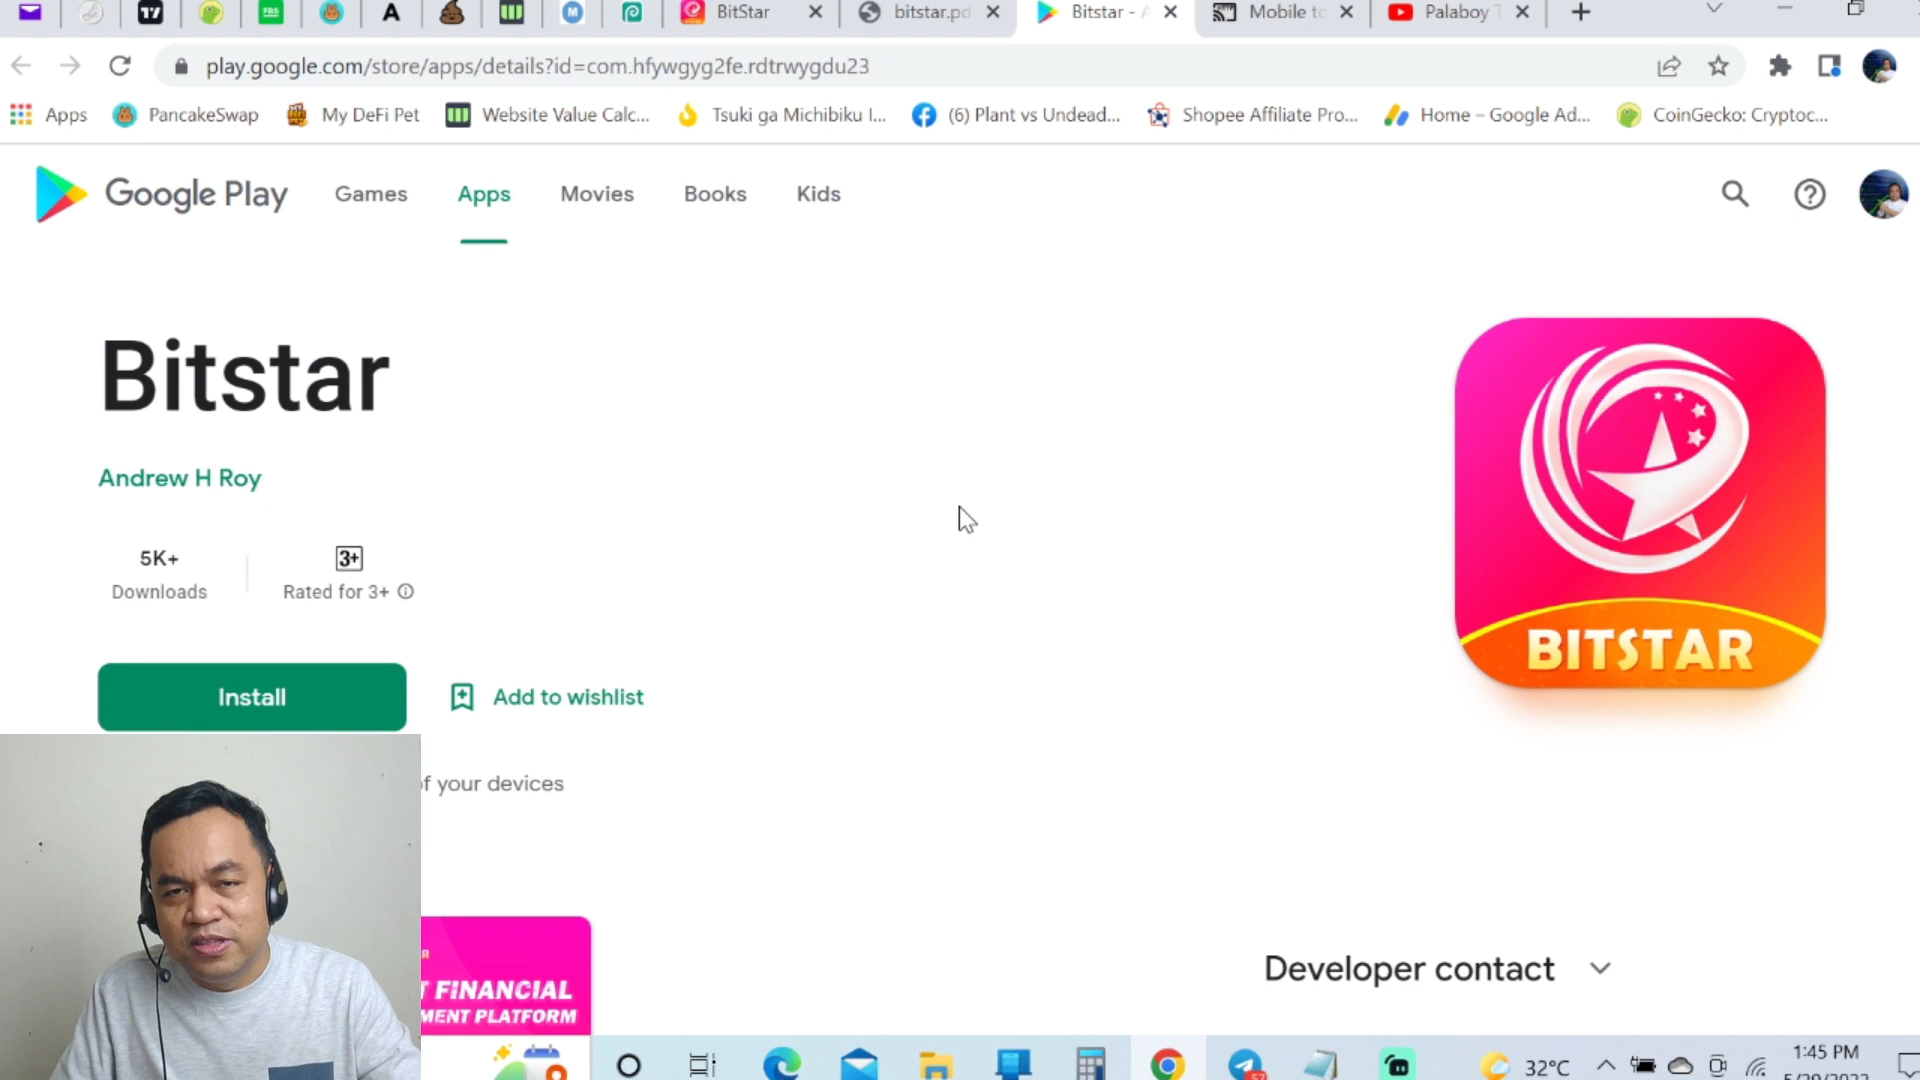 BitStar
bitstar.pd
Bitstar - A
Mobile to
Palaboy T
play.google.com/store/apps/details?id=com.hfywgyg2fe.rdtrwygdu23
Apps
PancakeSwap
My DeFi Pet
Website Value Calc...
Tsuki ga Michibiku I...
(6) Plant vs Undead...
Shopee Affiliate Pro...
Home – Google Ad...
CoinGecko: Cryptoc...
Google Play
Games
Apps
Movies
Books
Kids
Bitstar
Andrew H Roy
5K+
Downloads
3+
Rated for 3+
Install
Add to wishlist
BITSTAR
of your devices
T FINANCIAL
MENT PLATFORM
Developer contact
32°C
1:45 PM